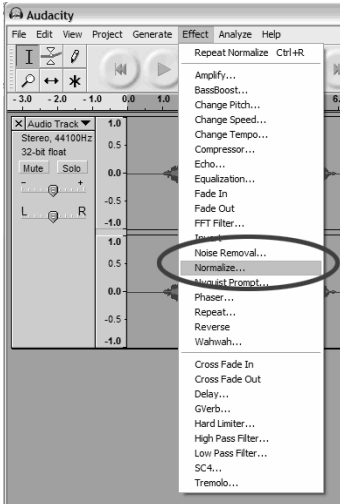 Audacity
File Edit View Project Generate Effect Analyze Help
Repeat Normalize Ctrl+R
Amplify...
BassBoost...
Change Pitch...
Change Speed...
Change Tempo...
Compressor...
Echo...
Equalization...
Fade In
Fade Out
FFT Filter...
Invert
Noise Removal...
Normalize...
Nyquist Prompt...
Phaser...
Repeat...
Reverse
Wahwah...
Cross Fade In
Cross Fade Out
Delay...
GVerb...
Hard Limiter...
High Pass Filter...
Low Pass Filter...
SC4...
Tremolo...
- 3.0 - 2.0 - 1.0 0.0 1.0 6.
X Audio Track 1.0
Stereo, 44100Hz
32-bit float 0.5
Mute Solo 0.0
- +
-0.5
L R
-1.0
1.0
0.5
0.0
-0.5
-1.0